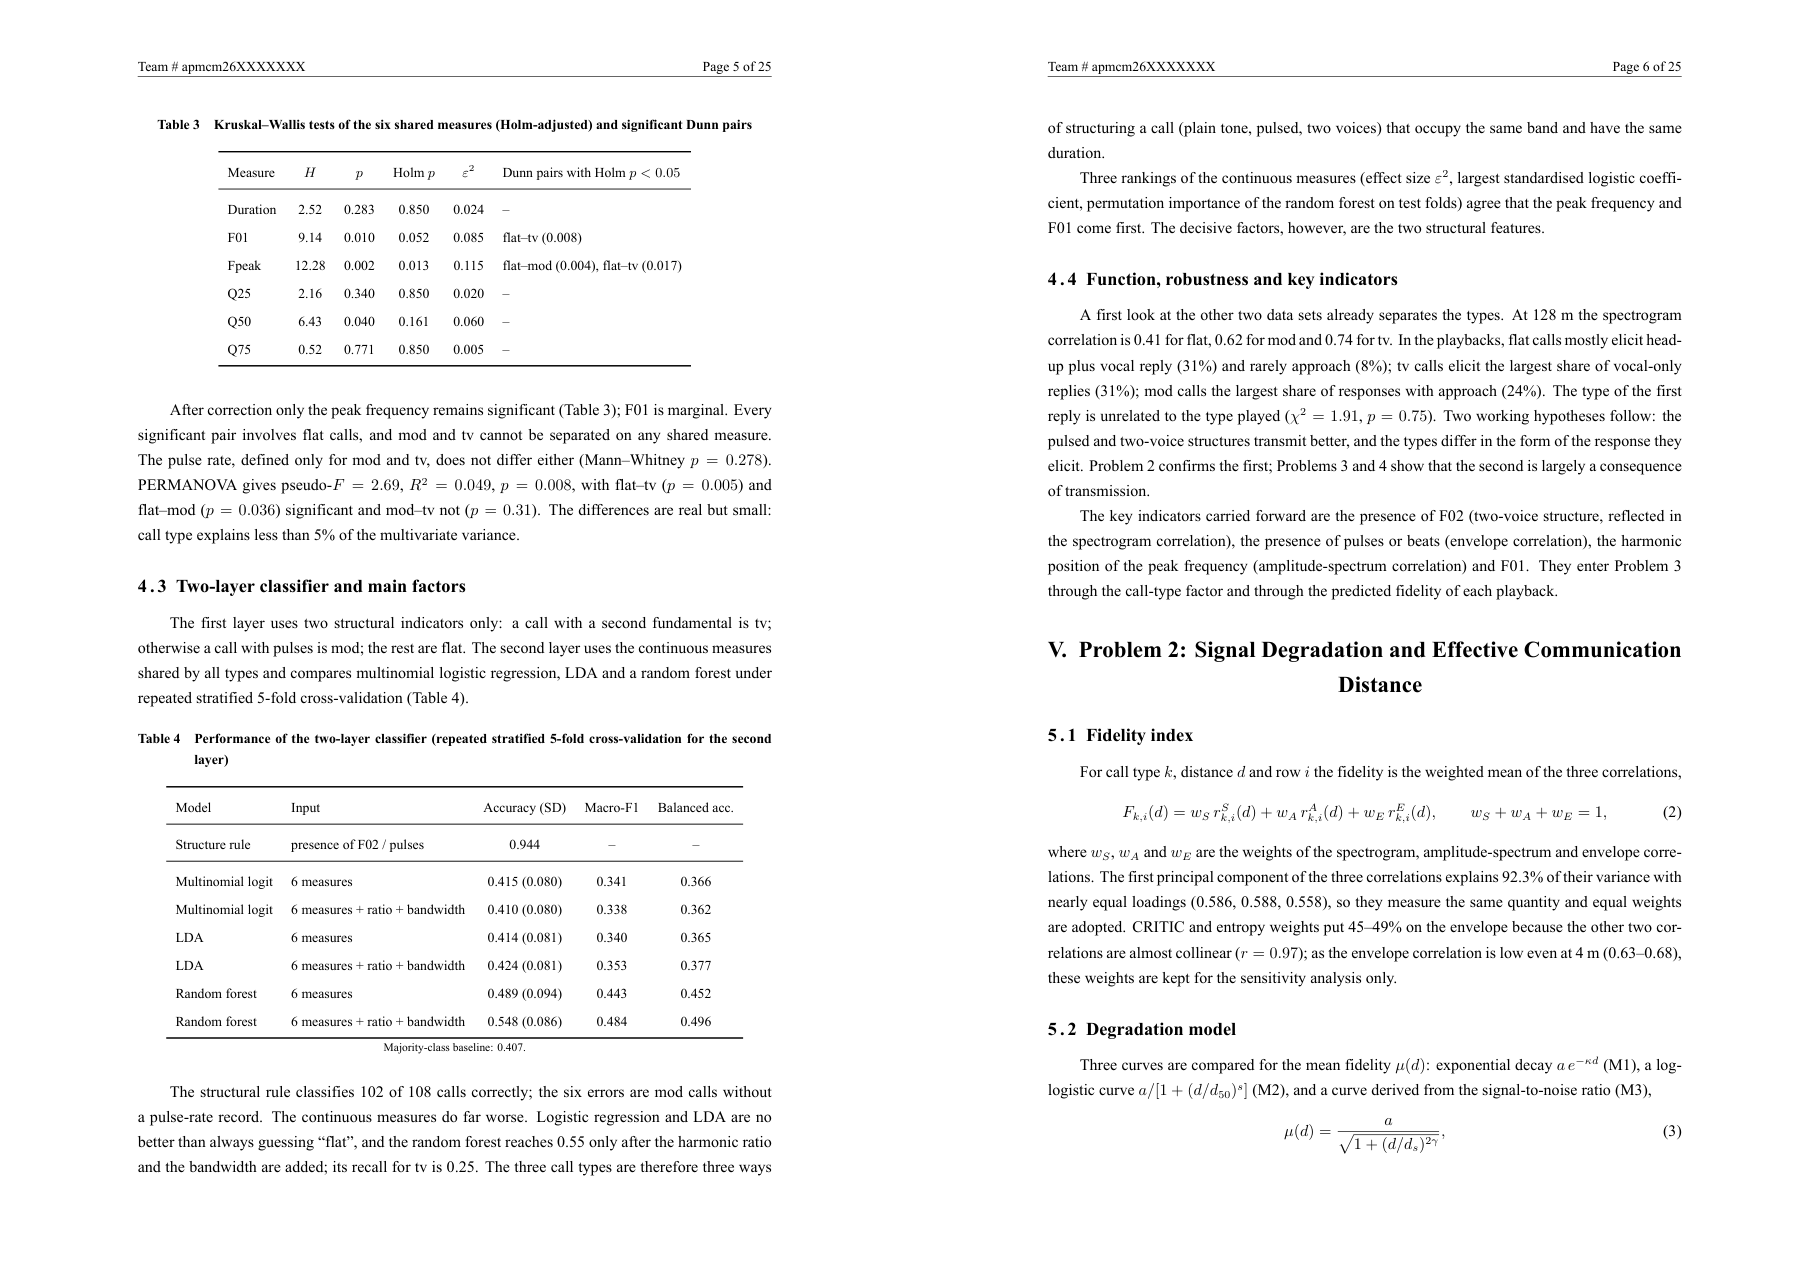 Team # apmcm26XXXXXXX Page 5 of 25
Table 3 Kruskal–Wallis tests of the six shared measures (Holm-adjusted) and significant Dunn pairs
Measure H p Holm p ε² Dunn pairs with Holm p < 0.05
Duration 2.52 0.283 0.850 0.024 –
F01 9.14 0.010 0.052 0.085 flat–tv (0.008)
Fpeak 12.28 0.002 0.013 0.115 flat–mod (0.004), flat–tv (0.017)
Q25 2.16 0.340 0.850 0.020 –
Q50 6.43 0.040 0.161 0.060 –
Q75 0.52 0.771 0.850 0.005 –
After correction only the peak frequency remains significant (Table 3); F01 is marginal. Every
significant pair involves flat calls, and mod and tv cannot be separated on any shared measure.
The pulse rate, defined only for mod and tv, does not differ either (Mann–Whitney p = 0.278).
PERMANOVA gives pseudo-F = 2.69, R² = 0.049, p = 0.008, with flat–tv (p = 0.005) and
flat–mod (p = 0.036) significant and mod–tv not (p = 0.31). The differences are real but small:
call type explains less than 5% of the multivariate variance.
4.3 Two-layer classifier and main factors
The first layer uses two structural indicators only: a call with a second fundamental is tv;
otherwise a call with pulses is mod; the rest are flat. The second layer uses the continuous measures
shared by all types and compares multinomial logistic regression, LDA and a random forest under
repeated stratified 5-fold cross-validation (Table 4).
Table 4 Performance of the two-layer classifier (repeated stratified 5-fold cross-validation for the second
layer)
Model Input Accuracy (SD) Macro-F1 Balanced acc.
Structure rule presence of F02 / pulses 0.944 – –
Multinomial logit 6 measures 0.415 (0.080) 0.341 0.366
Multinomial logit 6 measures + ratio + bandwidth 0.410 (0.080) 0.338 0.362
LDA 6 measures 0.414 (0.081) 0.340 0.365
LDA 6 measures + ratio + bandwidth 0.424 (0.081) 0.353 0.377
Random forest 6 measures 0.489 (0.094) 0.443 0.452
Random forest 6 measures + ratio + bandwidth 0.548 (0.086) 0.484 0.496
Majority-class baseline: 0.407.
The structural rule classifies 102 of 108 calls correctly; the six errors are mod calls without
a pulse-rate record. The continuous measures do far worse. Logistic regression and LDA are no
better than always guessing “flat”, and the random forest reaches 0.55 only after the harmonic ratio
and the bandwidth are added; its recall for tv is 0.25. The three call types are therefore three ways
Team # apmcm26XXXXXXX Page 6 of 25
of structuring a call (plain tone, pulsed, two voices) that occupy the same band and have the same
duration.
Three rankings of the continuous measures (effect size ε², largest standardised logistic coeffi-
cient, permutation importance of the random forest on test folds) agree that the peak frequency and
F01 come first. The decisive factors, however, are the two structural features.
4.4 Function, robustness and key indicators
A first look at the other two data sets already separates the types. At 128 m the spectrogram
correlation is 0.41 for flat, 0.62 for mod and 0.74 for tv. In the playbacks, flat calls mostly elicit head-
up plus vocal reply (31%) and rarely approach (8%); tv calls elicit the largest share of vocal-only
replies (31%); mod calls the largest share of responses with approach (24%). The type of the first
reply is unrelated to the type played (χ² = 1.91, p = 0.75). Two working hypotheses follow: the
pulsed and two-voice structures transmit better, and the types differ in the form of the response they
elicit. Problem 2 confirms the first; Problems 3 and 4 show that the second is largely a consequence
of transmission.
The key indicators carried forward are the presence of F02 (two-voice structure, reflected in
the spectrogram correlation), the presence of pulses or beats (envelope correlation), the harmonic
position of the peak frequency (amplitude-spectrum correlation) and F01. They enter Problem 3
through the call-type factor and through the predicted fidelity of each playback.
V. Problem 2: Signal Degradation and Effective Communication
Distance
5.1 Fidelity index
For call type k, distance d and row i the fidelity is the weighted mean of the three correlations,
F_{k,i}(d) = w_S r^S_{k,i}(d) + w_A r^A_{k,i}(d) + w_E r^E_{k,i}(d), w_S + w_A + w_E = 1, (2)
where w_S, w_A and w_E are the weights of the spectrogram, amplitude-spectrum and envelope corre-
lations. The first principal component of the three correlations explains 92.3% of their variance with
nearly equal loadings (0.586, 0.588, 0.558), so they measure the same quantity and equal weights
are adopted. CRITIC and entropy weights put 45–49% on the envelope because the other two cor-
relations are almost collinear (r = 0.97); as the envelope correlation is low even at 4 m (0.63–0.68),
these weights are kept for the sensitivity analysis only.
5.2 Degradation model
Three curves are compared for the mean fidelity μ(d): exponential decay a e^{−κd} (M1), a log-
logistic curve a/[1 + (d/d_{50})^s] (M2), and a curve derived from the signal-to-noise ratio (M3),
μ(d) = a / √(1 + (d/d_s)^{2γ}), (3)